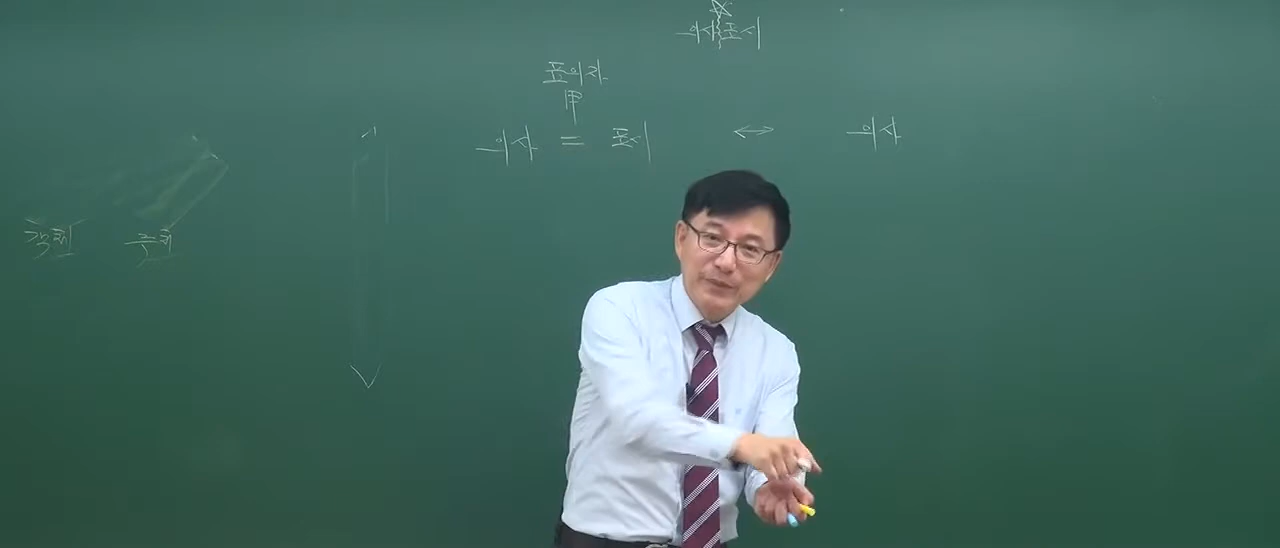 의사표시
표의자
甲
의사 = 표시 ↔ 의사
객체 주체